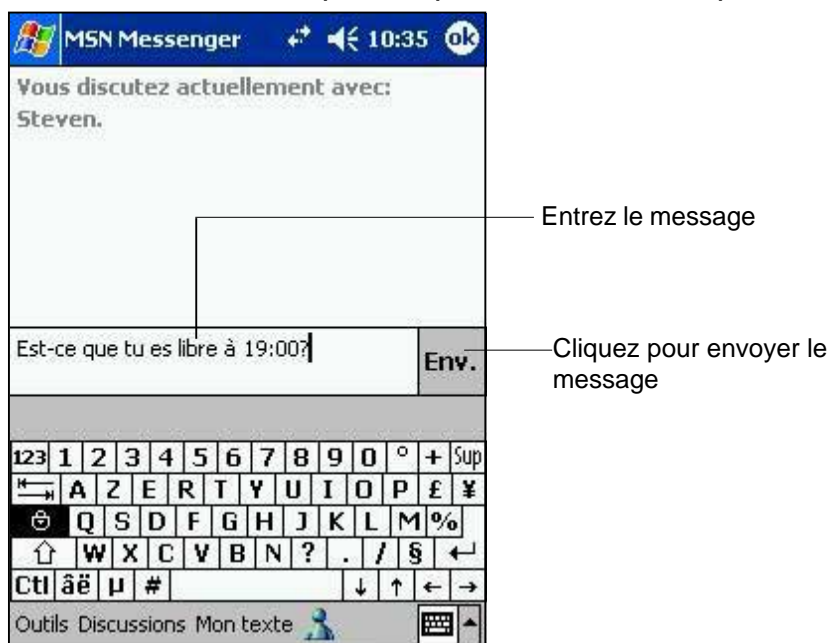 MSN Messenger 10:35 ok
Vous discutez actuellement avec:
Steven.
Entrez le message
Est-ce que tu es libre à 19:00?
Env.
Cliquez pour envoyer le
message
123 1 2 3 4 5 6 7 8 9 0 ° + Sup
A Z E R T Y U I O P £ ¥
Q S D F G H J K L M %
W X C V B N ? . / § ↵
Ctl âë µ # ↓ ↑ ← →
Outils Discussions Mon texte